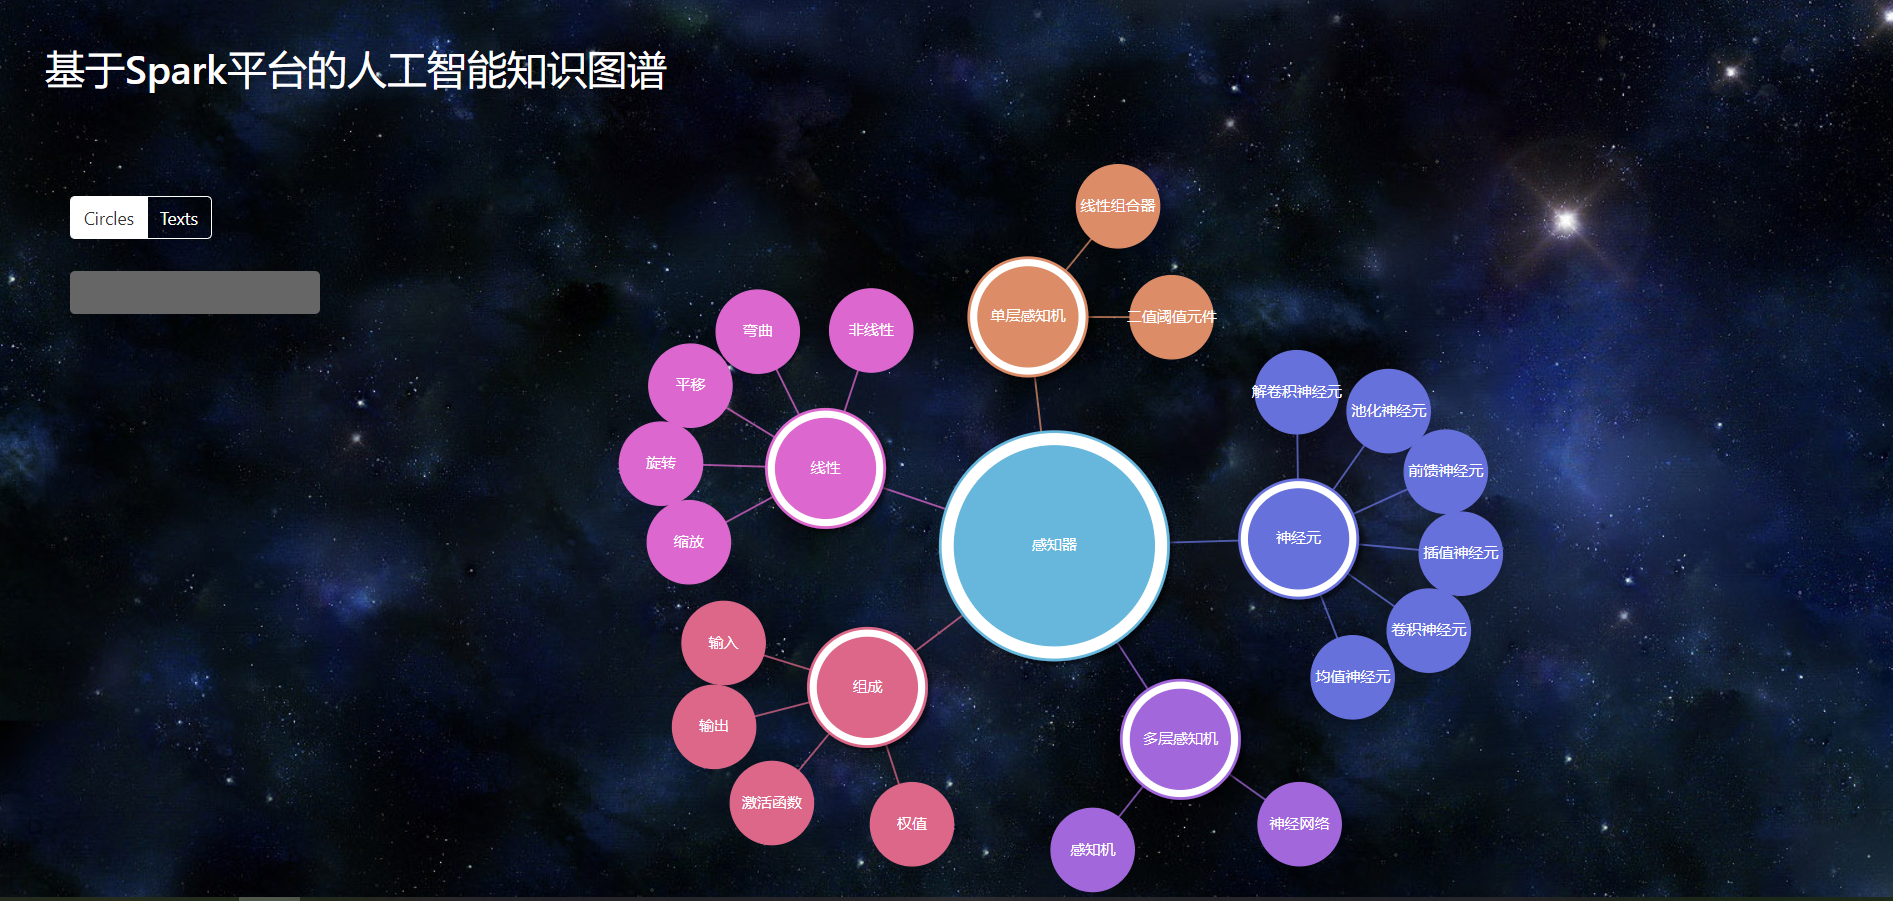 基于Spark平台的人工智能知识图谱
Circles
Texts
线性组合器
单层感知机
二值阈值元件
弯曲
非线性
平移
旋转
线性
缩放
解卷积神经元
池化神经元
前馈神经元
神经元
插值神经元
卷积神经元
均值神经元
感知器
输入
组成
输出
激活函数
权值
多层感知机
神经网络
感知机